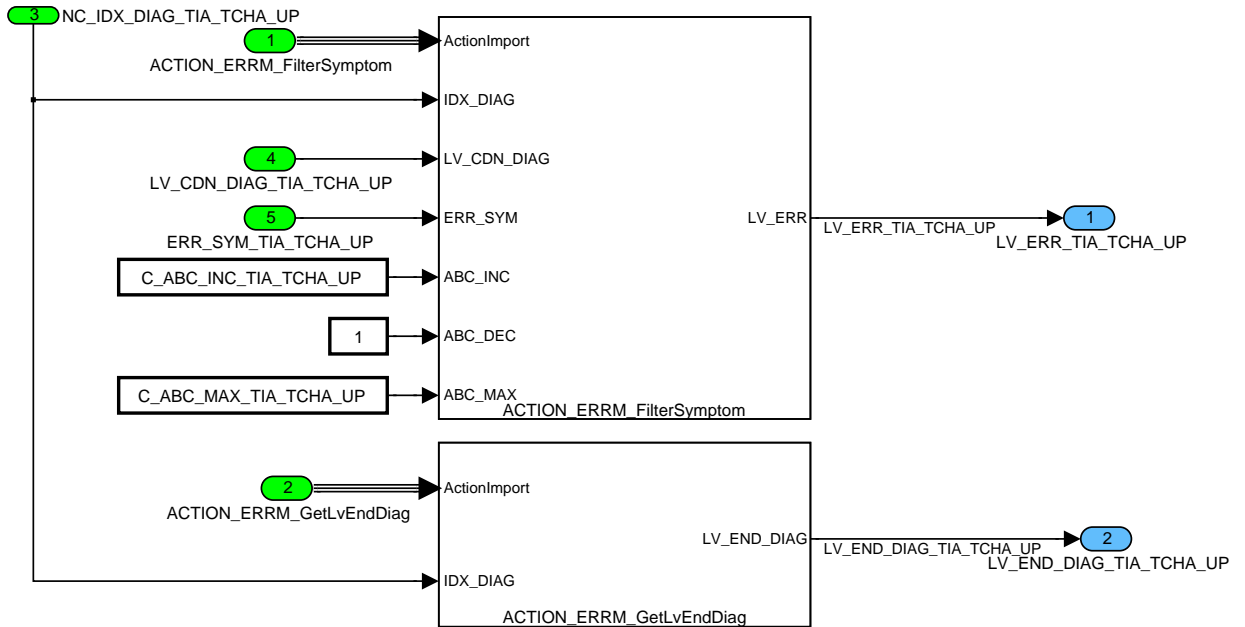 3 NC_IDX_DIAG_TIA_TCHA_UP
1
ActionImport
ACTION_ERRM_FilterSymptom
IDX_DIAG
4
LV_CDN_DIAG
LV_CDN_DIAG_TIA_TCHA_UP
5
ERR_SYM
LV_ERR
LV_ERR_TIA_TCHA_UP
1
ERR_SYM_TIA_TCHA_UP
LV_ERR_TIA_TCHA_UP
C_ABC_INC_TIA_TCHA_UP
ABC_INC
1
ABC_DEC
C_ABC_MAX_TIA_TCHA_UP
ABC_MAX
ACTION_ERRM_FilterSymptom
2
ActionImport
ACTION_ERRM_GetLvEndDiag
LV_END_DIAG
LV_END_DIAG_TIA_TCHA_UP
2
LV_END_DIAG_TIA_TCHA_UP
IDX_DIAG
ACTION_ERRM_GetLvEndDiag